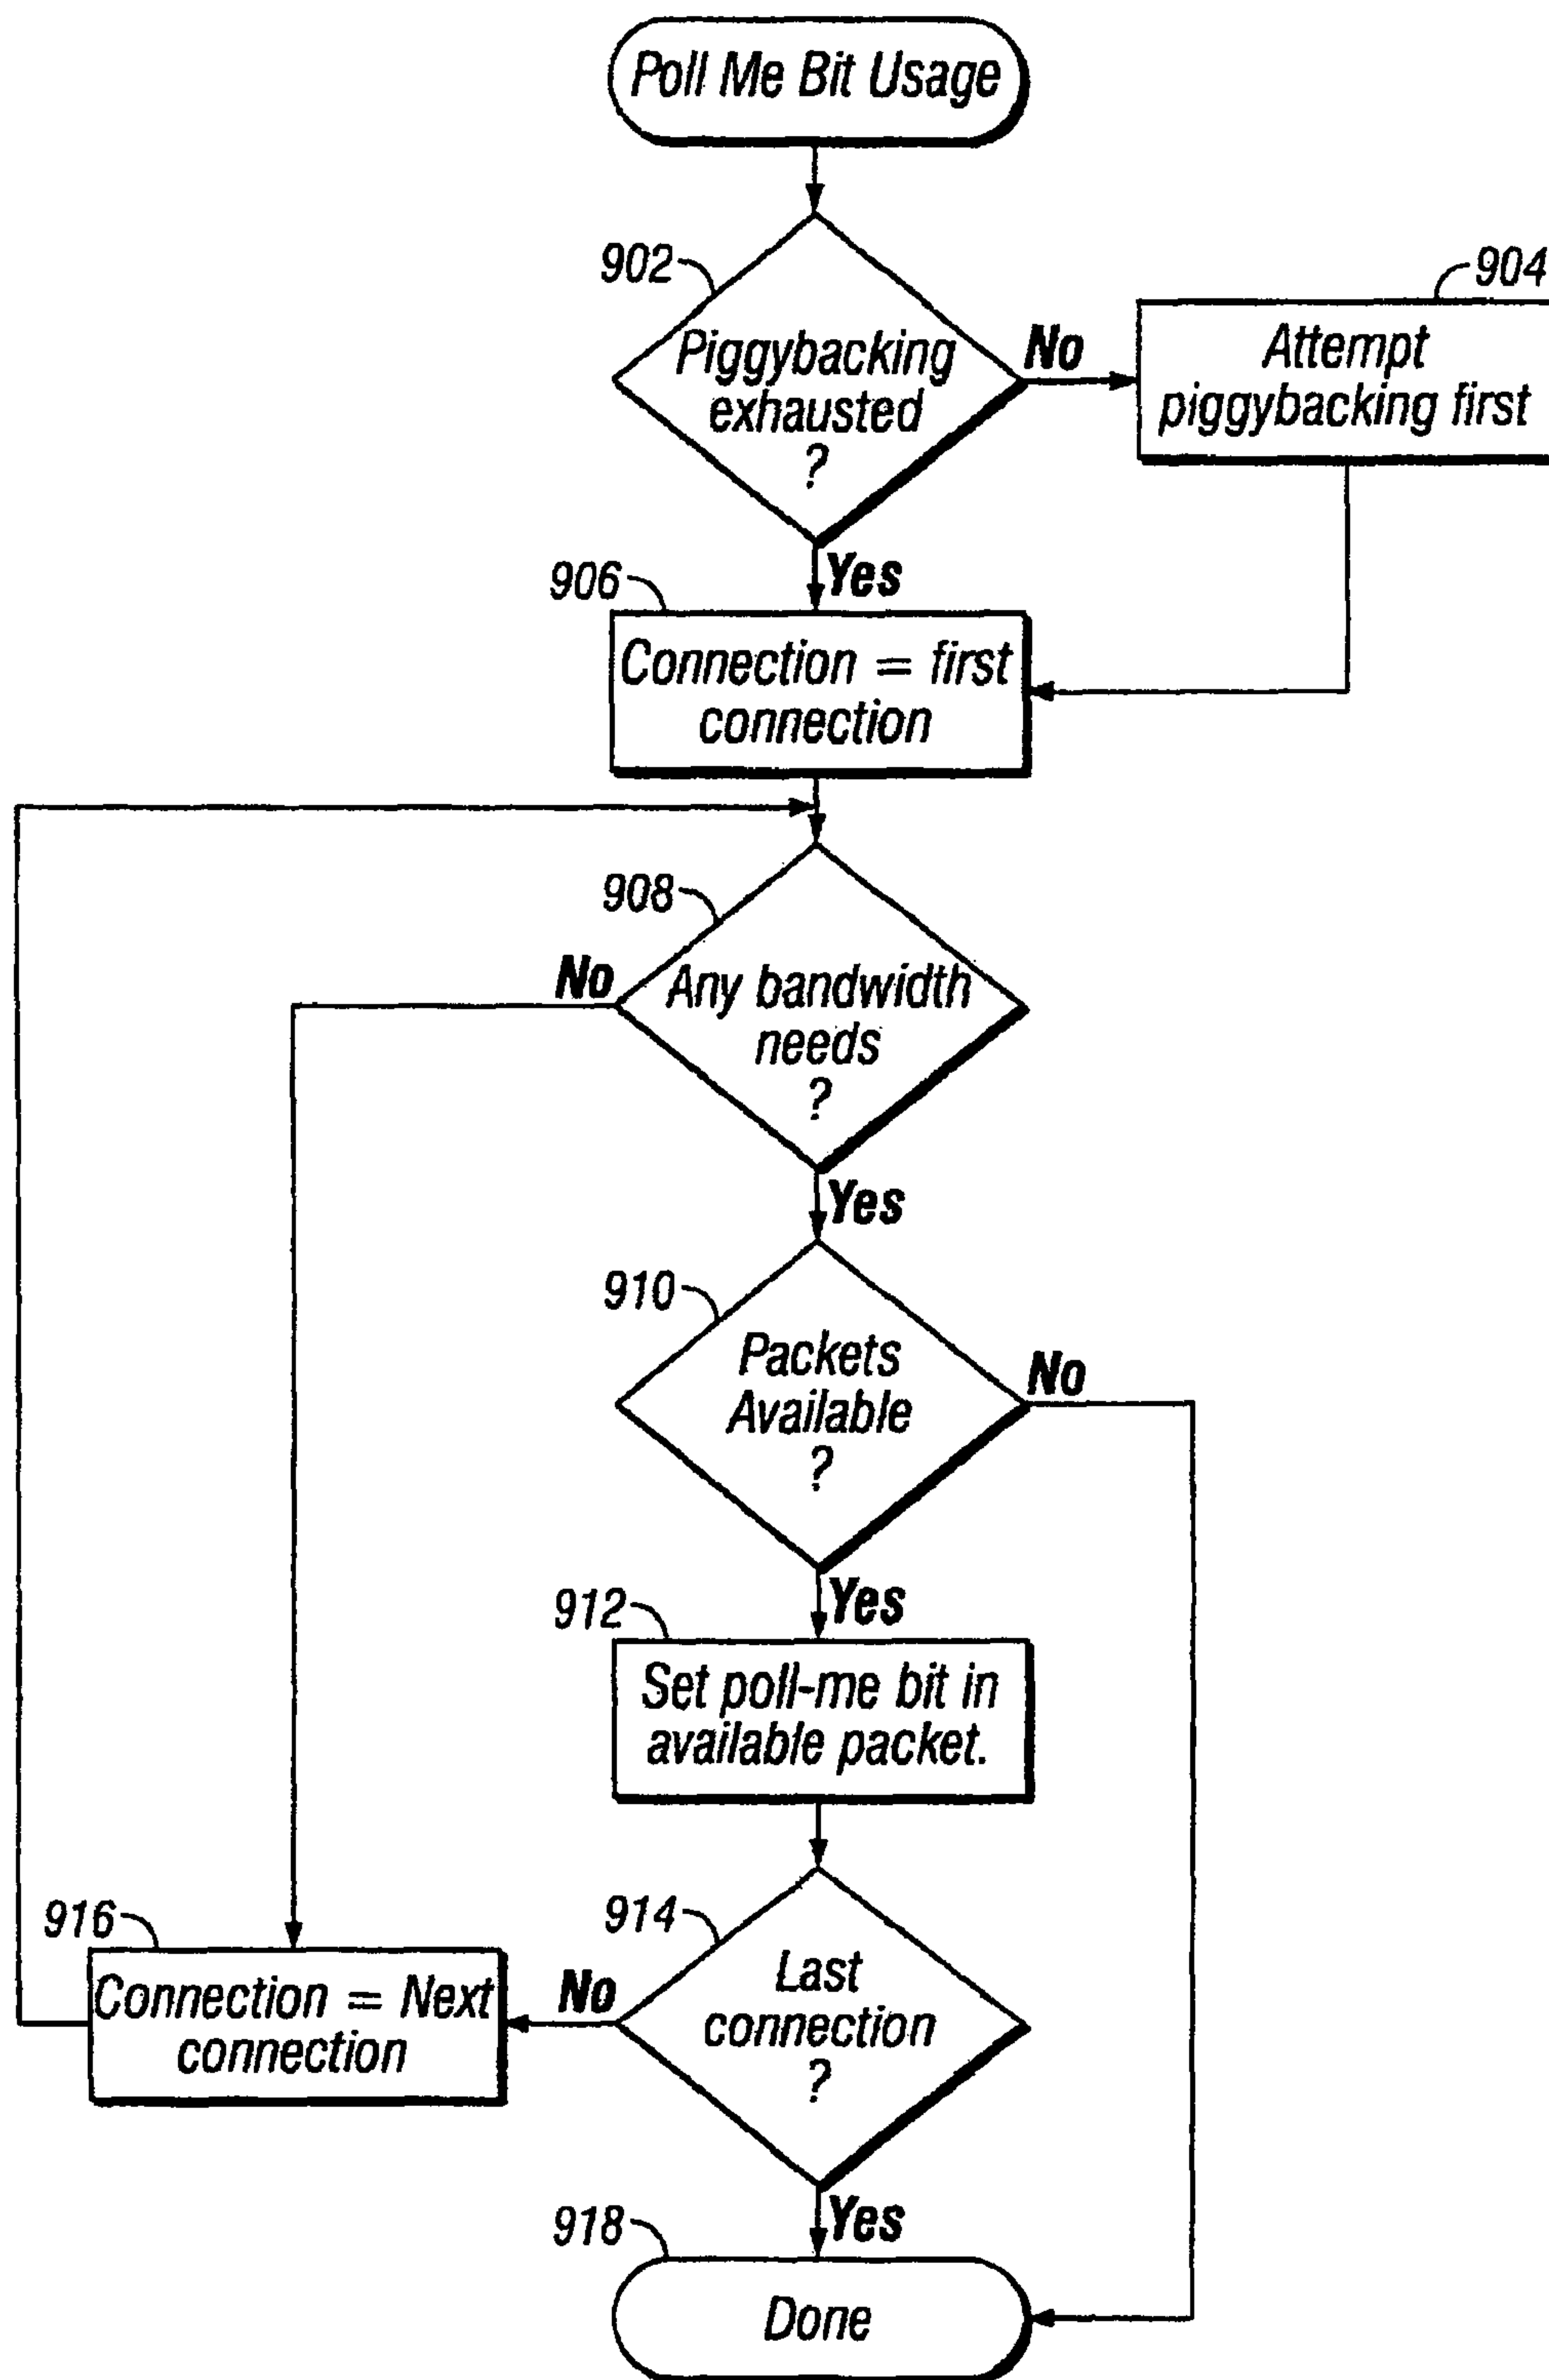 Poll Me Bit Usage
902
904
Piggybacking
exhausted
?
No
Attempt
piggybacking first
Yes
906
Connection = first
connection
908
No
Any bandwidth
needs
?
Yes
910
Packets
Available
?
No
Yes
912
Set poll-me bit in
available packet.
916
914
Connection = Next
connection
No
Last
connection
?
Yes
918
Done